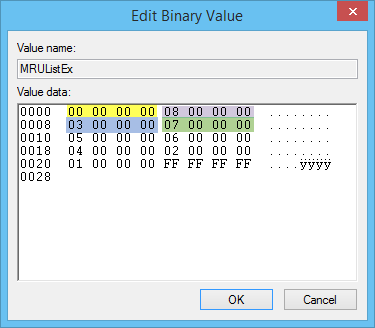 Edit Binary Value
Value name:
MRUListEx
Value data:
0000 00 00 00 00 08 00 00 00 ........
0008 03 00 00 00 07 00 00 00 ........
0010 05 00 00 00 06 00 00 00 ........
0018 04 00 00 00 02 00 00 00 ........
0020 01 00 00 00 FF FF FF FF ....ÿÿÿÿ
0028
OK Cancel